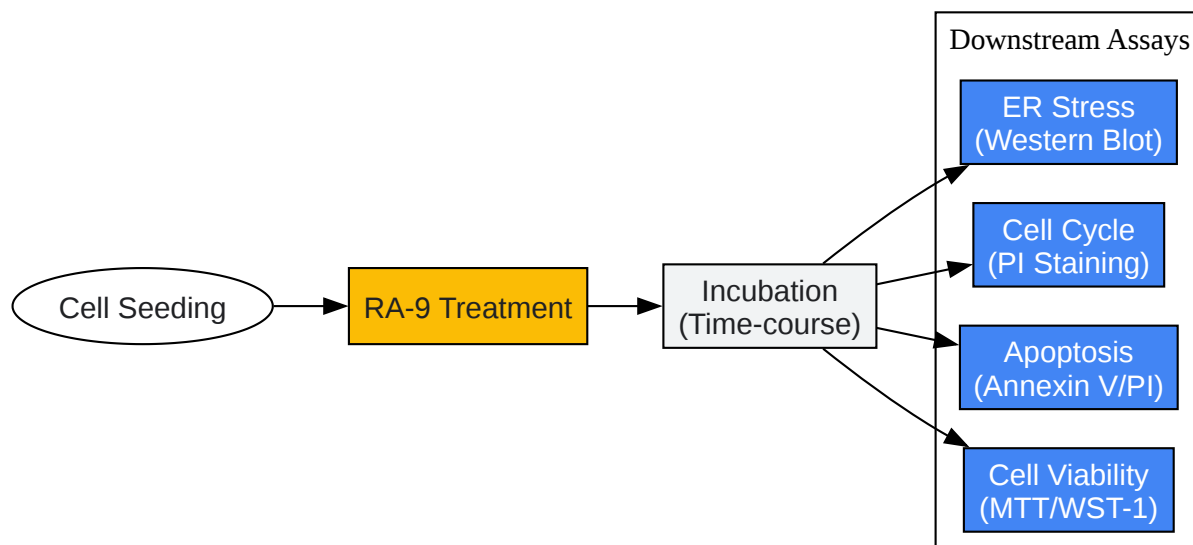 Downstream Assays
ER Stress
(Western Blot)
Cell Cycle
(PI Staining)
Cell Seeding
RA-9 Treatment
Incubation
(Time-course)
Apoptosis
(Annexin V/PI)
Cell Viability
(MTT/WST-1)